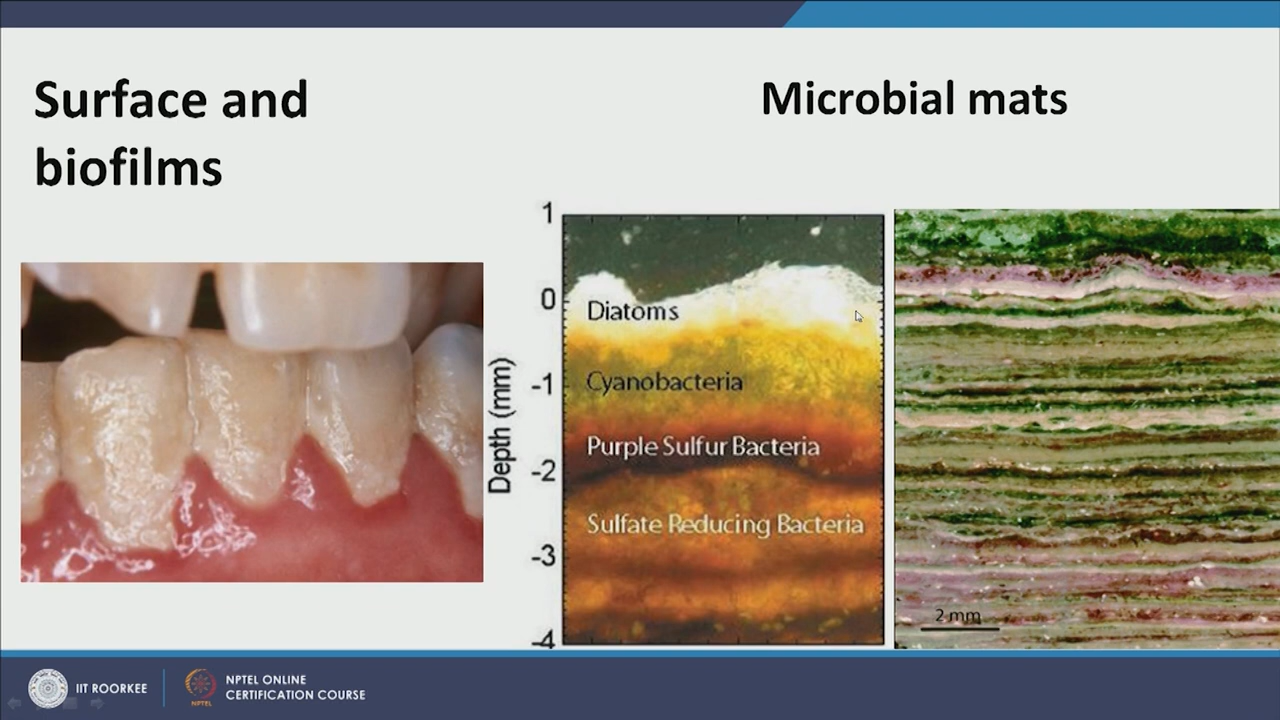 Surface and
biofilms
Microbial mats
Depth (mm)
1
0
-1
-2
-3
-4
Diatoms
Cyanobacteria
Purple Sulfur Bacteria
Sulfate Reducing Bacteria
2 mm
IIT ROORKEE
NPTEL
NPTEL ONLINE
CERTIFICATION COURSE